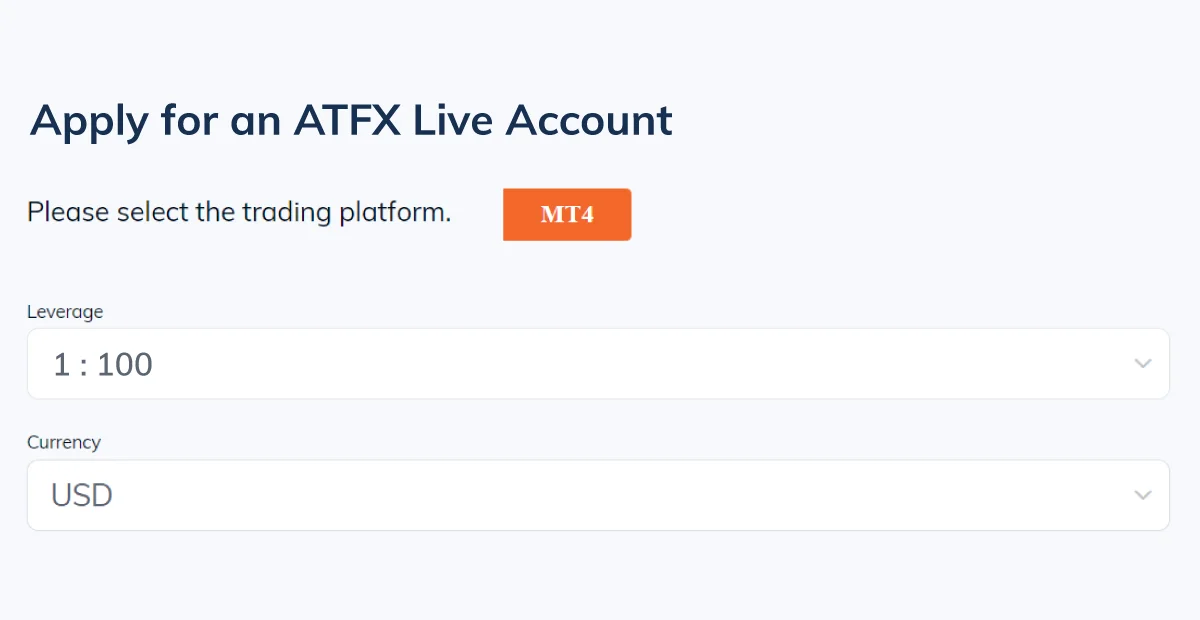 Apply for an ATFX Live Account
Please select the trading platform. MT4
Leverage
1 : 100
Currency
USD